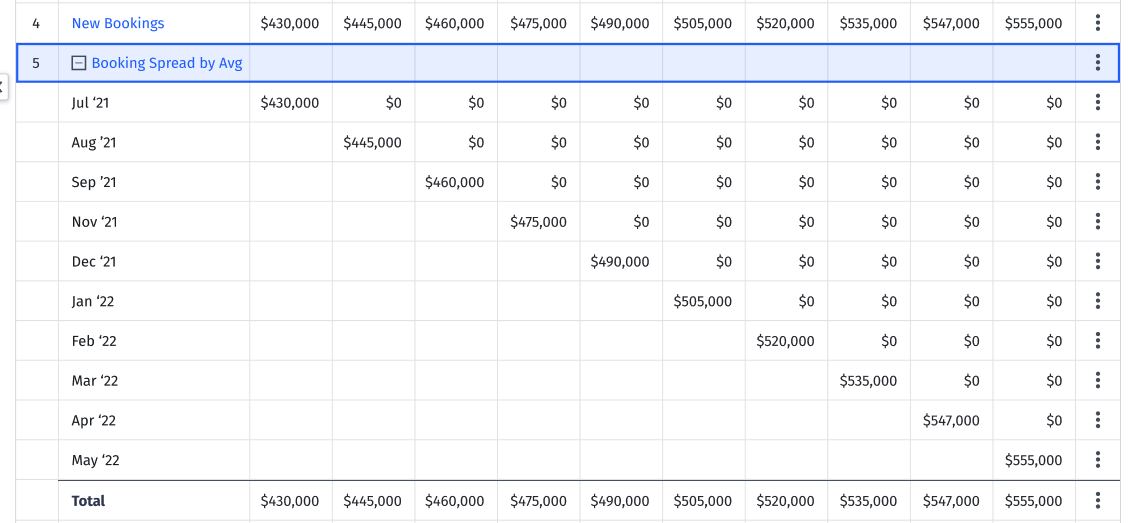 4 New Bookings $430,000 $445,000 $460,000 $475,000 $490,000 $505,000 $520,000 $535,000 $547,000 $555,000
5 Booking Spread by Avg
Jul ‘21 $430,000 $0 $0 $0 $0 $0 $0 $0 $0 $0
Aug ’21 $445,000 $0 $0 $0 $0 $0 $0 $0 $0
Sep ’21 $460,000 $0 $0 $0 $0 $0 $0 $0
Nov ‘21 $475,000 $0 $0 $0 $0 $0 $0
Dec ‘21 $490,000 $0 $0 $0 $0 $0
Jan ‘22 $505,000 $0 $0 $0 $0
Feb ‘22 $520,000 $0 $0 $0
Mar ‘22 $535,000 $0 $0
Apr ‘22 $547,000 $0
May ‘22 $555,000
Total $430,000 $445,000 $460,000 $475,000 $490,000 $505,000 $520,000 $535,000 $547,000 $555,000